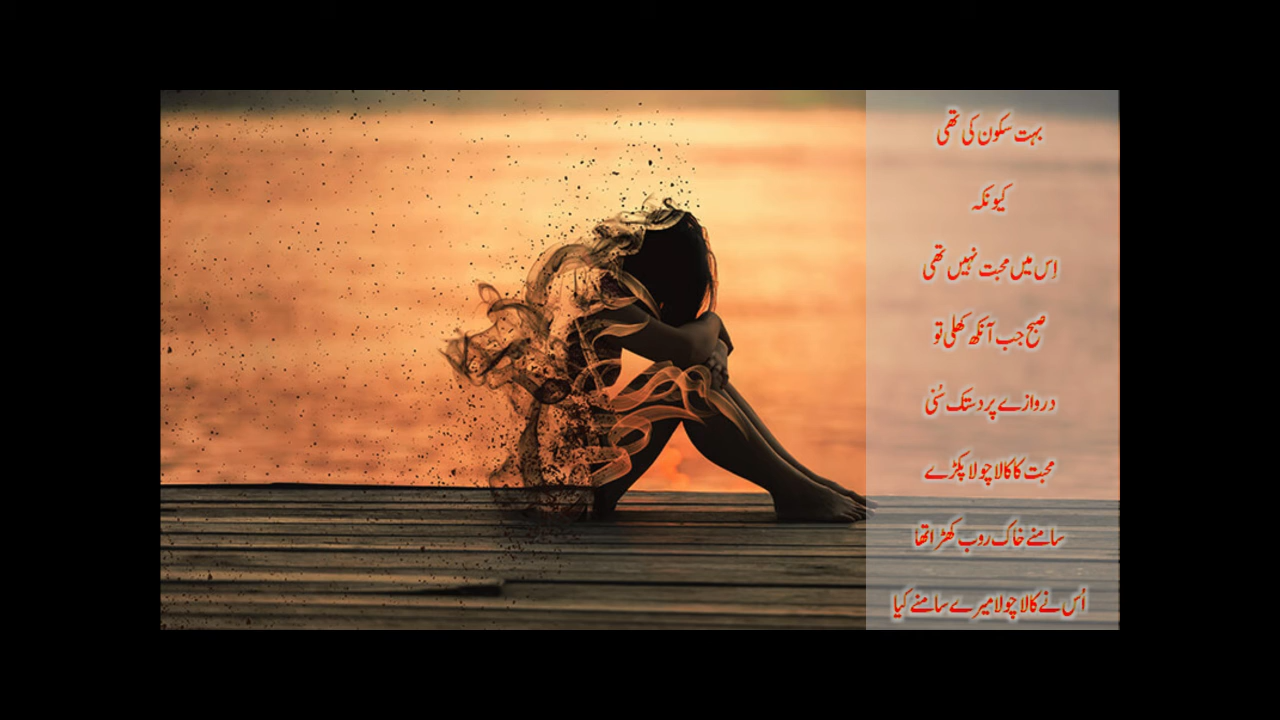 بہت سکون کی تھی
کیونکہ
اِس میں محبت نہیں تھی
صبح جب آنکھ کھلی تو
دروازے پر دستک سُنی
محبت کا کالا چولا پکڑے
سامنے خاک روب کھڑا تھا
اُس نے کالا چولا میرے سامنے کیا